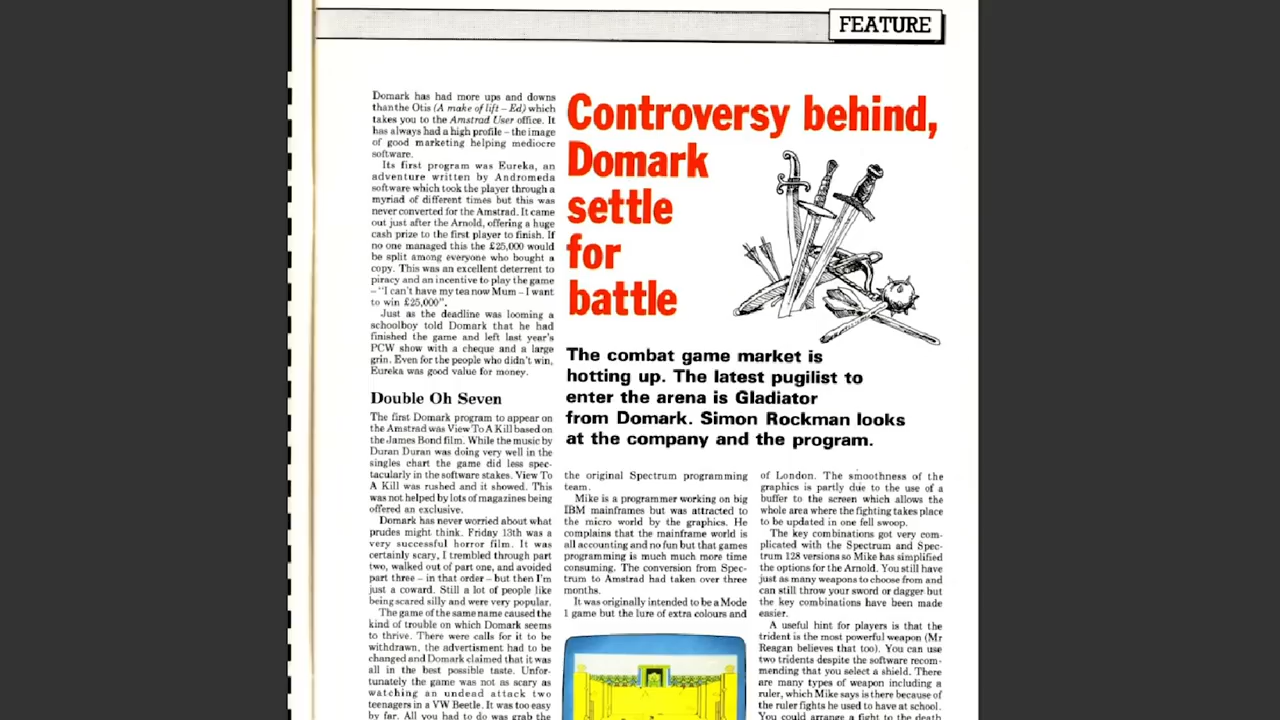 FEATURE
Domark has had more ups and downs
than the Otis (A make of lift – Ed) which
takes you to the Amstrad User office. It
has always had a high profile – the image
of good marketing helping mediocre
software.
Its first program was Eureka, an
adventure written by Andromeda
software which took the player through a
myriad of different times but this was
never converted for the Amstrad. It came
out just after the Arnold, offering a huge
cash prize to the first player to finish. If
no one managed this the £25,000 would
be split among everyone who bought a
copy. This was an excellent deterrent to
piracy and an incentive to play the game
– "I can't have my tea now Mum – I want
to win £25,000".
Just as the deadline was looming a
schoolboy told Domark that he had
finished the game and left last year's
PCW show with a cheque and a large
grin. Even for the people who didn't win,
Eureka was good value for money.
Double Oh Seven
The first Domark program to appear on
the Amstrad was View To A Kill based on
the James Bond film. While the music by
Duran Duran was doing very well in the
singles chart the game did less spec-
tacularly in the software stakes. View To
A Kill was rushed and it showed. This
was not helped by lots of magazines being
offered an exclusive.
Domark has never worried about what
prudes might think. Friday 13th was a
very successful horror film. It was
certainly scary, I trembled through part
two, walked out of part one, and avoided
part three – in that order – but then I'm
just a coward. Still a lot of people like
being scared silly and were very popular.
The game of the same name caused the
kind of trouble on which Domark seems
to thrive. There were calls for it to be
withdrawn, the advertisment had to be
changed and Domark claimed that it was
all in the best possible taste. Unfor-
tunately the game was not as scary as
watching an undead attack two
teenagers in a VW Beetle. It was too easy
by far. All you had to do was grab the
Controversy behind,
Domark
settle
for
battle
The combat game market is
hotting up. The latest pugilist to
enter the arena is Gladiator
from Domark. Simon Rockman looks
at the company and the program.
the original Spectrum programming
team.
Mike is a programmer working on big
IBM mainframes but was attracted to
the micro world by the graphics. He
complains that the mainframe world is
all accounting and no fun but that games
programming is much much more time
consuming. The conversion from Spec-
trum to Amstrad had taken over three
months.
It was originally intended to be a Mode
1 game but the lure of extra colours and
of London. The smoothness of the
graphics is partly due to the use of a
buffer to the screen which allows the
whole area where the fighting takes place
to be updated in one fell swoop.
The key combinations got very com-
plicated with the Spectrum and Spec-
trum 128 versions so Mike has simplified
the options for the Arnold. You still have
just as many weapons to choose from and
can still throw your sword or dagger but
the key combinations have been made
easier.
A useful hint for players is that the
trident is the most powerful weapon (Mr
Reagan believes that too). You can use
two tridents despite the software recom-
mending that you select a shield. There
are many types of weapon including a
ruler, which Mike says is there because of
the ruler fights he used to have at school.
You could arrange a fight to the death